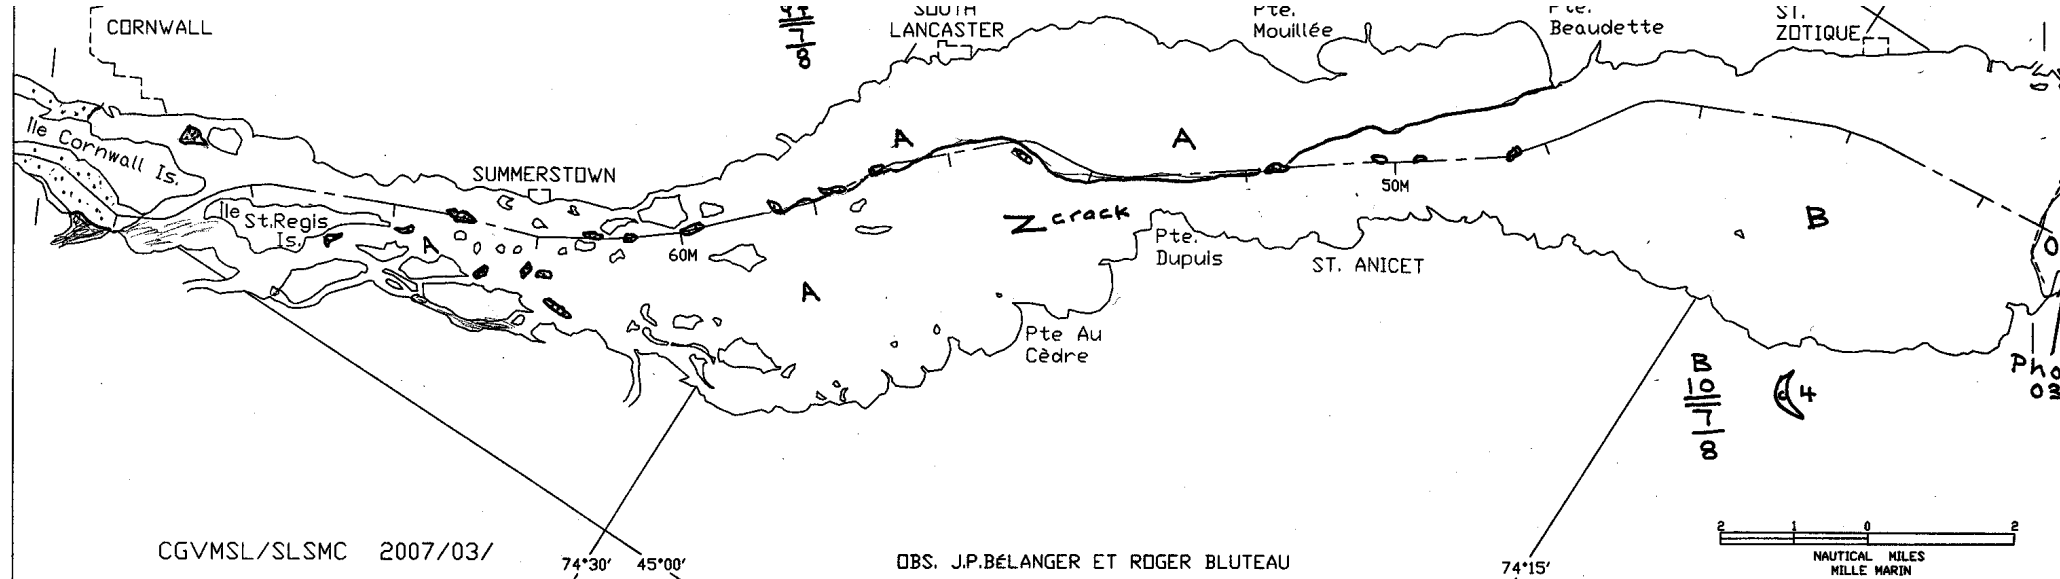 CORNWALL
7
8
SOUTH
LANCASTER
Pte.
Mouillée
Pte.
Beaudette
ST.
ZOTIQUE
Ile Cornwall Is.
A
A
SUMMERSTOWN
50M
Ile
St.Regis
Is.
A
60M
Z crack
Pte.
Dupuis
ST. ANICET
B
A
Pte Au
Cèdre
B
10
7
8
4
CGVMSL/SLSMC 2007/03/
74°30' 45°00'
OBS. J.P.BÉLANGER ET ROGER BLUTEAU
74°15'
2 1 0 2
NAUTICAL MILES
MILLE MARIN